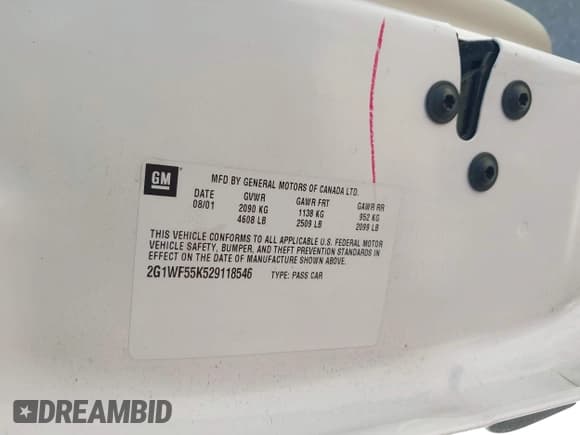 GM
MFD BY GENERAL MOTORS OF CANADA LTD.
DATE GVWR GAWR FRT GAWR RR
08/01 2090 KG 1138 KG 952 KG
4608 LB 2509 LB 2099 LB
THIS VEHICLE CONFORMS TO ALL APPLICABLE U.S. FEDERAL MOTOR
VEHICLE SAFETY, BUMPER, AND THEFT PREVENTION STANDARDS IN
EFFECT ON THE DATE OF MANUFACTURE SHOWN ABOVE.
2G1WF55K529118546 TYPE: PASS CAR
DREAMBID